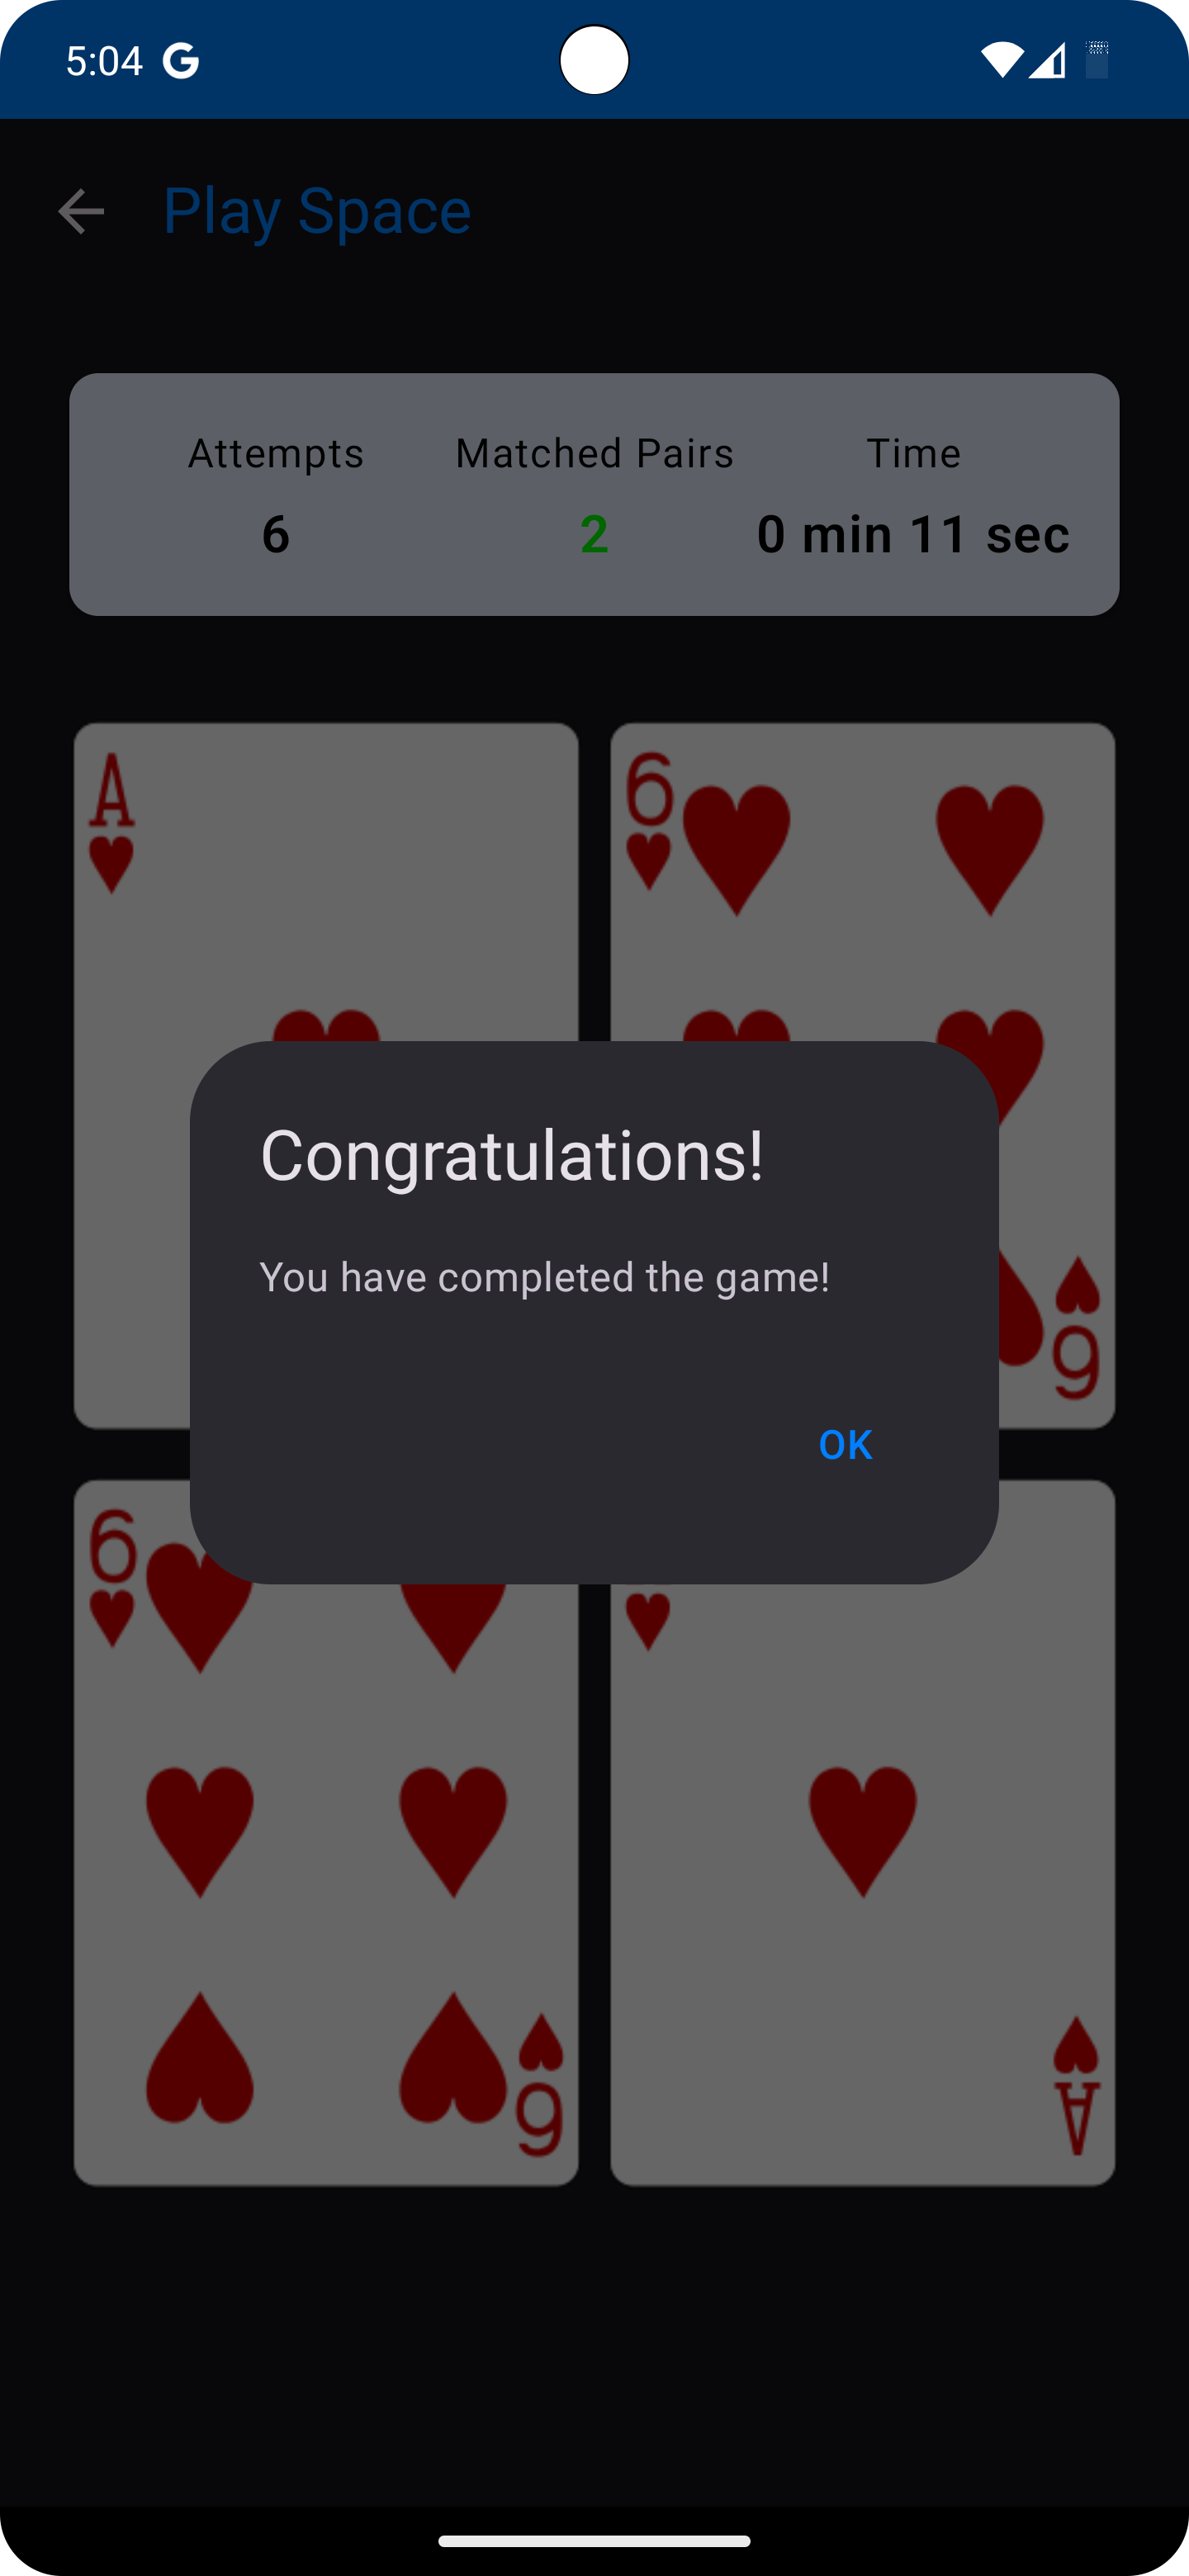 5:04 G
Play Space
Attempts Matched Pairs Time
6 2 0 min 11 sec
A 6
Congratulations!
You have completed the game!
OK
6
6
6 A